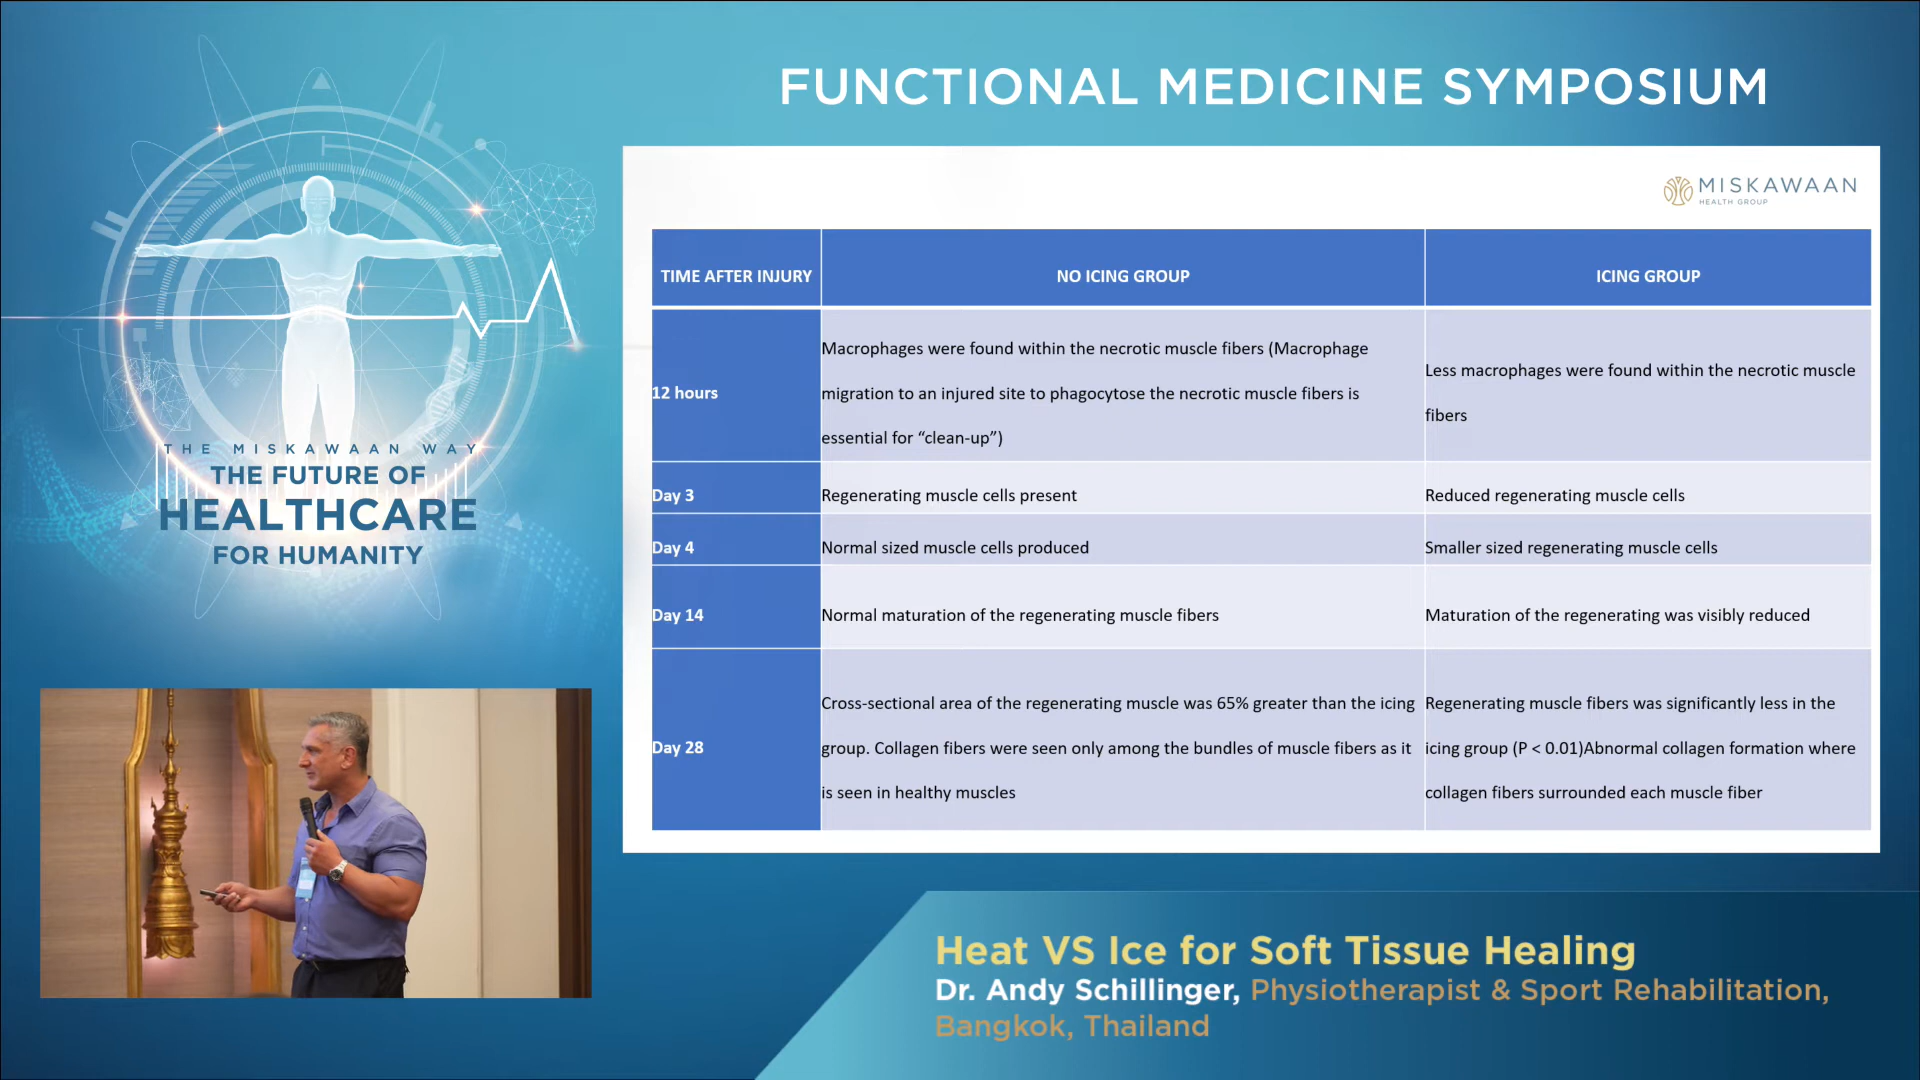 FUNCTIONAL MEDICINE SYMPOSIUM
MISKAWAAN
HEALTH GROUP
TIME AFTER INJURY
NO ICING GROUP
ICING GROUP
12 hours
Macrophages were found within the necrotic muscle fibers (Macrophage
migration to an injured site to phagocytose the necrotic muscle fibers is
essential for “clean-up”)
Less macrophages were found within the necrotic muscle
fibers
Day 3
Regenerating muscle cells present
Reduced regenerating muscle cells
Day 4
Normal sized muscle cells produced
Smaller sized regenerating muscle cells
Day 14
Normal maturation of the regenerating muscle fibers
Maturation of the regenerating was visibly reduced
Day 28
Cross-sectional area of the regenerating muscle was 65% greater than the icing
group. Collagen fibers were seen only among the bundles of muscle fibers as it
is seen in healthy muscles
Regenerating muscle fibers was significantly less in the
icing group (P < 0.01)Abnormal collagen formation where
collagen fibers surrounded each muscle fiber
THE MISKAWAAN WAY
THE FUTURE OF
HEALTHCARE
FOR HUMANITY
Heat VS Ice for Soft Tissue Healing
Dr. Andy Schillinger, Physiotherapist & Sport Rehabilitation,
Bangkok, Thailand